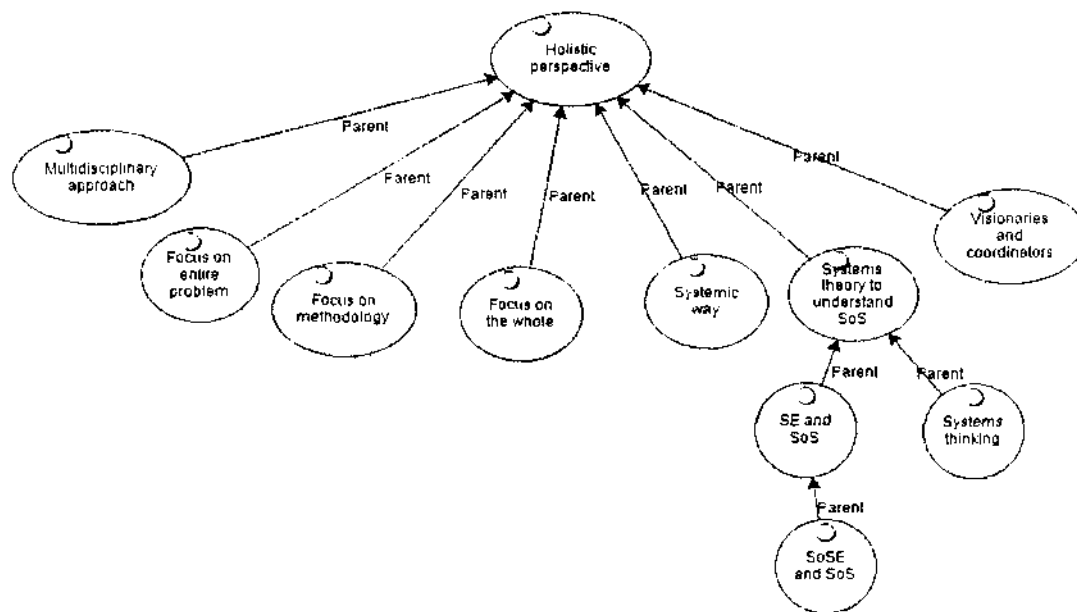 Holistic
perspective
Parent
Multidisciplinary
approach
Parent
Parent
Parent
Parent
Parent
Parent
Focus on
entire
problem
Focus on
methodology
Focus on
the whole
Systemic
way
Systems
theory to
understand
SoS
Visionaries
and
coordinators
Parent
Parent
SE and
SoS
Systems
thinking
Parent
SoSE
and SoS